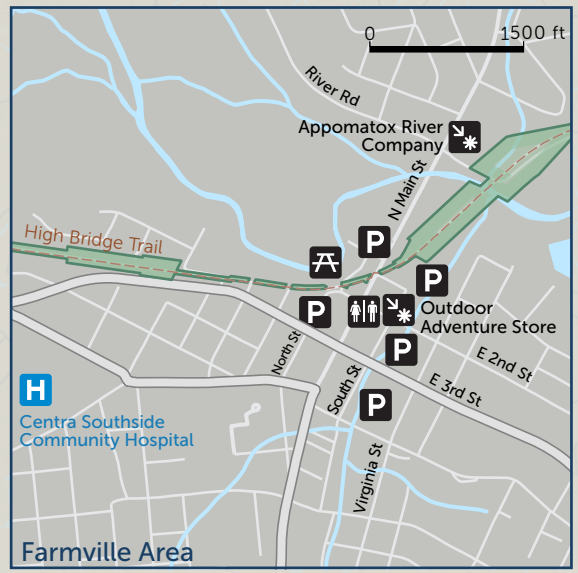 0 1500 ft
River Rd
Appomatox River
Company
N Main St
High Bridge Trail
P
P
P
Outdoor
Adventure Store
North St
P
E 2nd St
South St
E 3rd St
H
P
Centra Southside
Community Hospital
Virginia St
Farmville Area